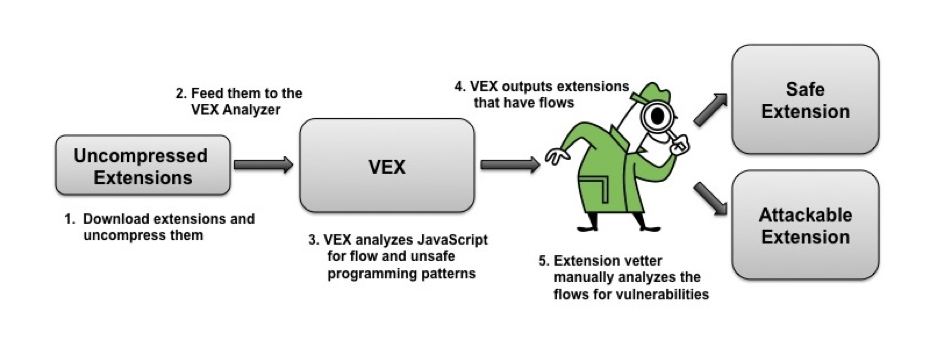 Uncompressed
Extensions
1. Download extensions and
uncompress them
2. Feed them to the
VEX Analyzer
VEX
3. VEX analyzes JavaScript
for flow and unsafe
programming patterns
4. VEX outputs extensions
that have flows
5. Extension vetter
manually analyzes the
flows for vulnerabilities
Safe
Extension
Attackable
Extension